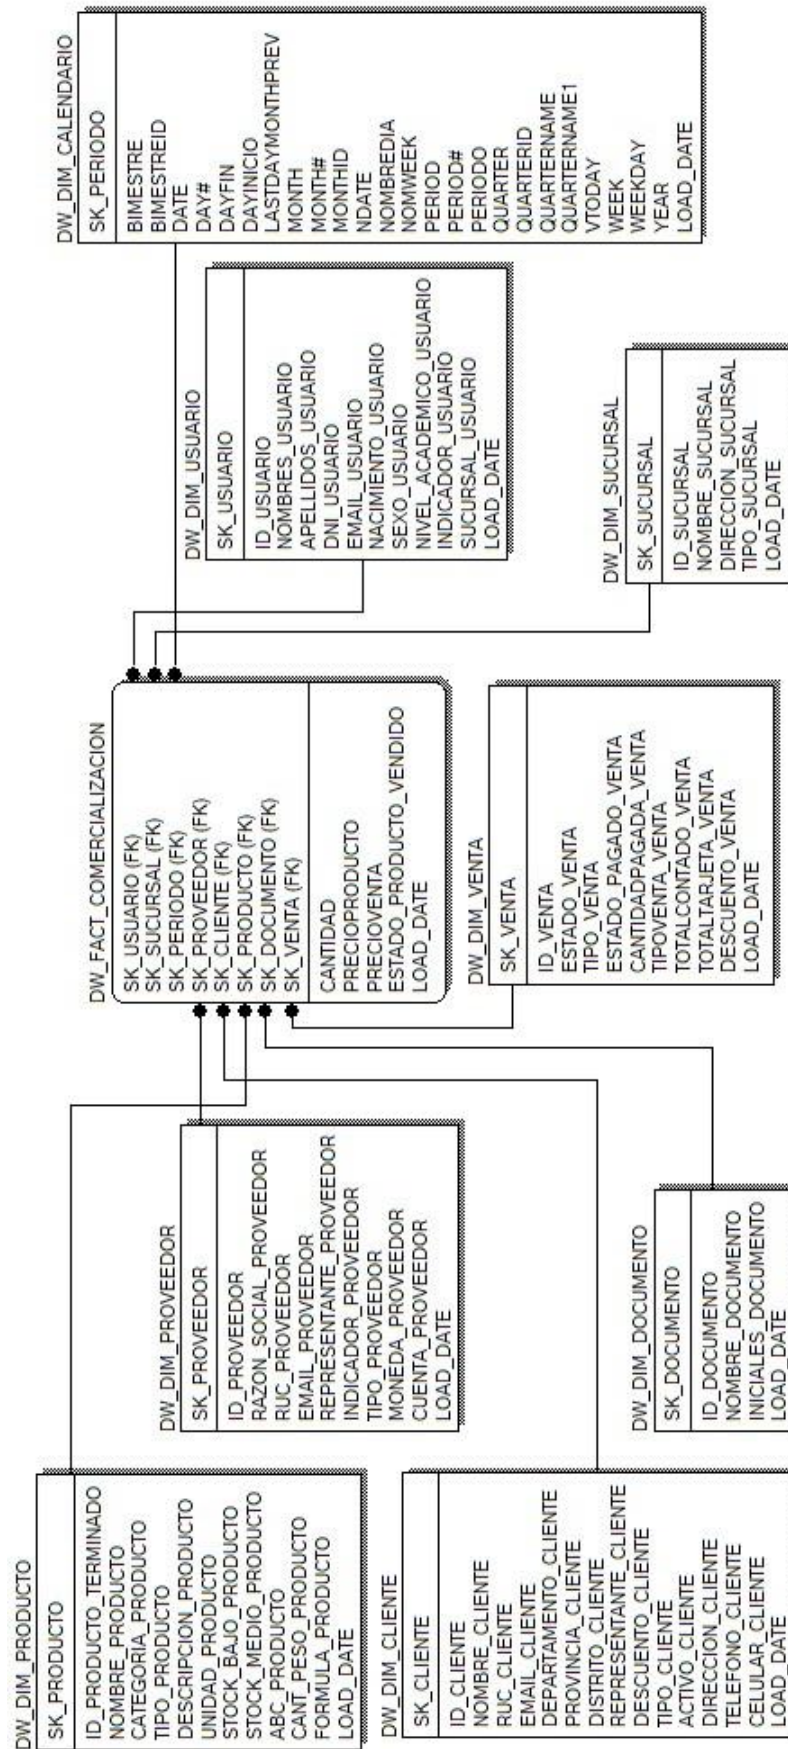 DW_DIM_PRODUCTO
SK_PRODUCTO
ID_PRODUCTO_TERMINADO
NOMBRE_PRODUCTO
CATEGORIA_PRODUCTO
TIPO_PRODUCTO
DESCRIPCION_PRODUCTO
UNIDAD_PRODUCTO
STOCK_BAJO_PRODUCTO
STOCK_MEDIO_PRODUCTO
ABC_PRODUCTO
CANT_PESO_PRODUCTO
FORMULA_PRODUCTO
LOAD_DATE
DW_DIM_CLIENTE
SK_CLIENTE
ID_CLIENTE
NOMBRE_CLIENTE
RUC_CLIENTE
EMAIL_CLIENTE
DEPARTAMENTO_CLIENTE
PROVINCIA_CLIENTE
DISTRITO_CLIENTE
REPRESENTANTE_CLIENTE
DESCUENTO_CLIENTE
TIPO_CLIENTE
ACTIVO_CLIENTE
DIRECCION_CLIENTE
TELEFONO_CLIENTE
CELULAR_CLIENTE
LOAD_DATE
DW_DIM_PROVEEDOR
SK_PROVEEDOR
ID_PROVEEDOR
RAZON_SOCIAL_PROVEEDOR
RUC_PROVEEDOR
EMAIL_PROVEEDOR
REPRESENTANTE_PROVEEDOR
INDICADOR_PROVEEDOR
TIPO_PROVEEDOR
MONEDA_PROVEEDOR
CUENTA_PROVEEDOR
LOAD_DATE
DW_DIM_DOCUMENTO
SK_DOCUMENTO
ID_DOCUMENTO
NOMBRE_DOCUMENTO
INICIALES_DOCUMENTO
LOAD_DATE
DW_FACT_COMERCIALIZACION
SK_USUARIO (FK)
SK_SUCURSAL (FK)
SK_PERIODO (FK)
SK_PROVEEDOR (FK)
SK_CLIENTE (FK)
SK_PRODUCTO (FK)
SK_DOCUMENTO (FK)
SK_VENTA (FK)
CANTIDAD
PRECIOPRODUCTO
PRECIOVENTA
ESTADO_PRODUCTO_VENDIDO
LOAD_DATE
DW_DIM_VENTA
SK_VENTA
ID_VENTA
ESTADO_VENTA
TIPO_VENTA
ESTADO_PAGADO_VENTA
CANTIDADPAGADA_VENTA
TIPOVENTA_VENTA
TOTALCONTADO_VENTA
TOTALTARJETA_VENTA
DESCUENTO_VENTA
LOAD_DATE
DW_DIM_USUARIO
SK_USUARIO
ID_USUARIO
NOMBRES_USUARIO
APELLIDOS_USUARIO
DNI_USUARIO
EMAIL_USUARIO
NACIMIENTO_USUARIO
SEXO_USUARIO
NIVEL_ACADEMICO_USUARIO
INDICADOR_USUARIO
SUCURSAL_USUARIO
LOAD_DATE
DW_DIM_SUCURSAL
SK_SUCURSAL
ID_SUCURSAL
NOMBRE_SUCURSAL
DIRECCION_SUCURSAL
TIPO_SUCURSAL
LOAD_DATE
DW_DIM_CALENDARIO
SK_PERIODO
BIMESTRE
BIMESTREID
DATE
DAY#
DAYFIN
DAYINICIO
LASTDAYMONTHPREV
MONTH
MONTH#
MONTHID
NDATE
NOMBREDIA
NOMWEEK
PERIOD
PERIOD#
PERIODO
QUARTER
QUARTERID
QUARTERNAME
QUARTERNAME1
VTODAY
WEEK
WEEKDAY
YEAR
LOAD_DATE